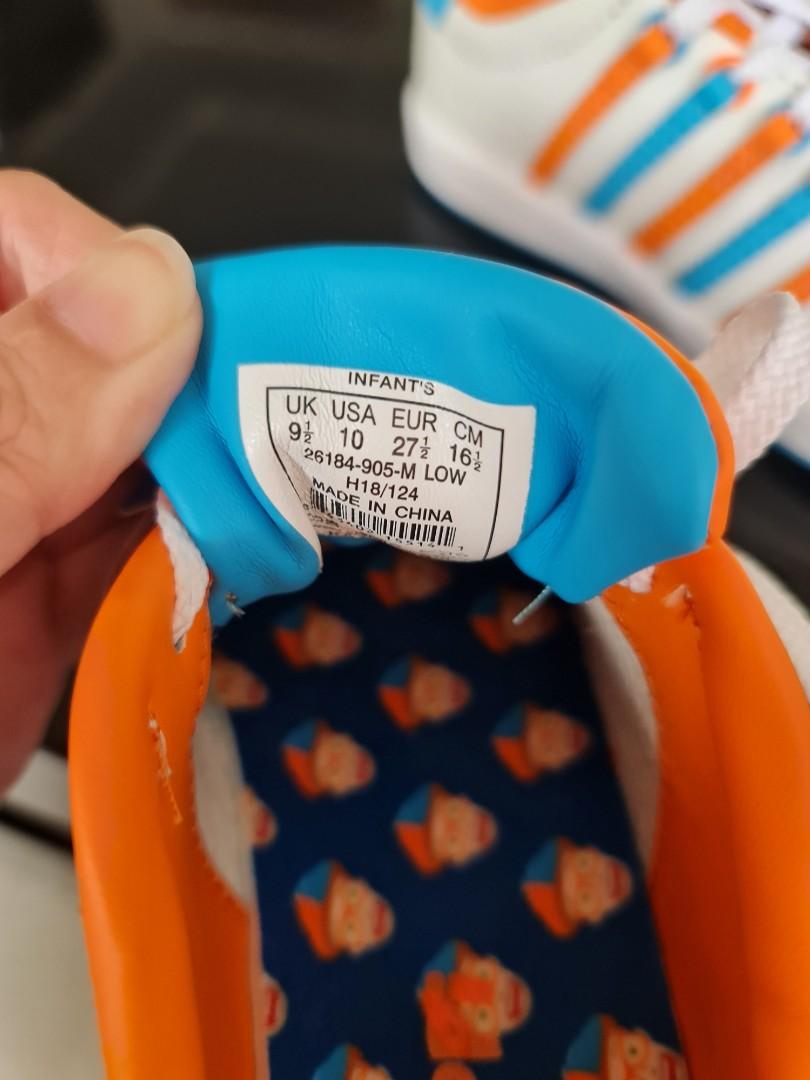 INFANT'S
UK USA EUR CM
9½ 10 27½ 16½
26184-905-M LOW
H18/124
MADE IN CHINA